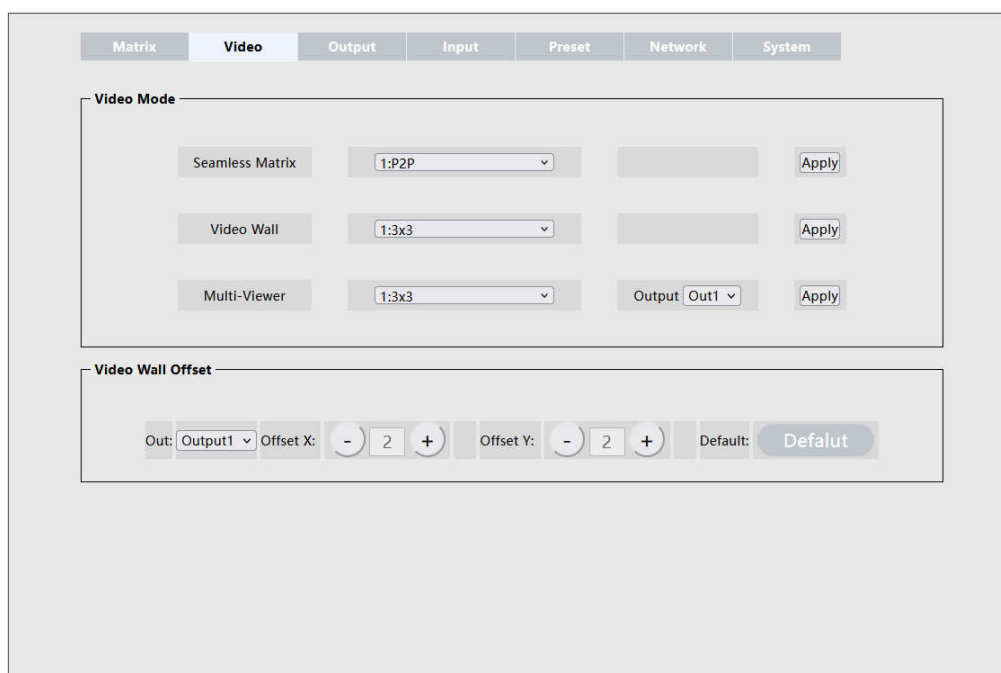 Matrix Video Output Input Preset Network System
Video Mode
Seamless Matrix 1:P2P Apply
Video Wall 1:3x3 Apply
Multi-Viewer 1:3x3 Output Out1 Apply
Video Wall Offset
Out: Output1 Offset X: - 2 + Offset Y: - 2 + Default: Defalut